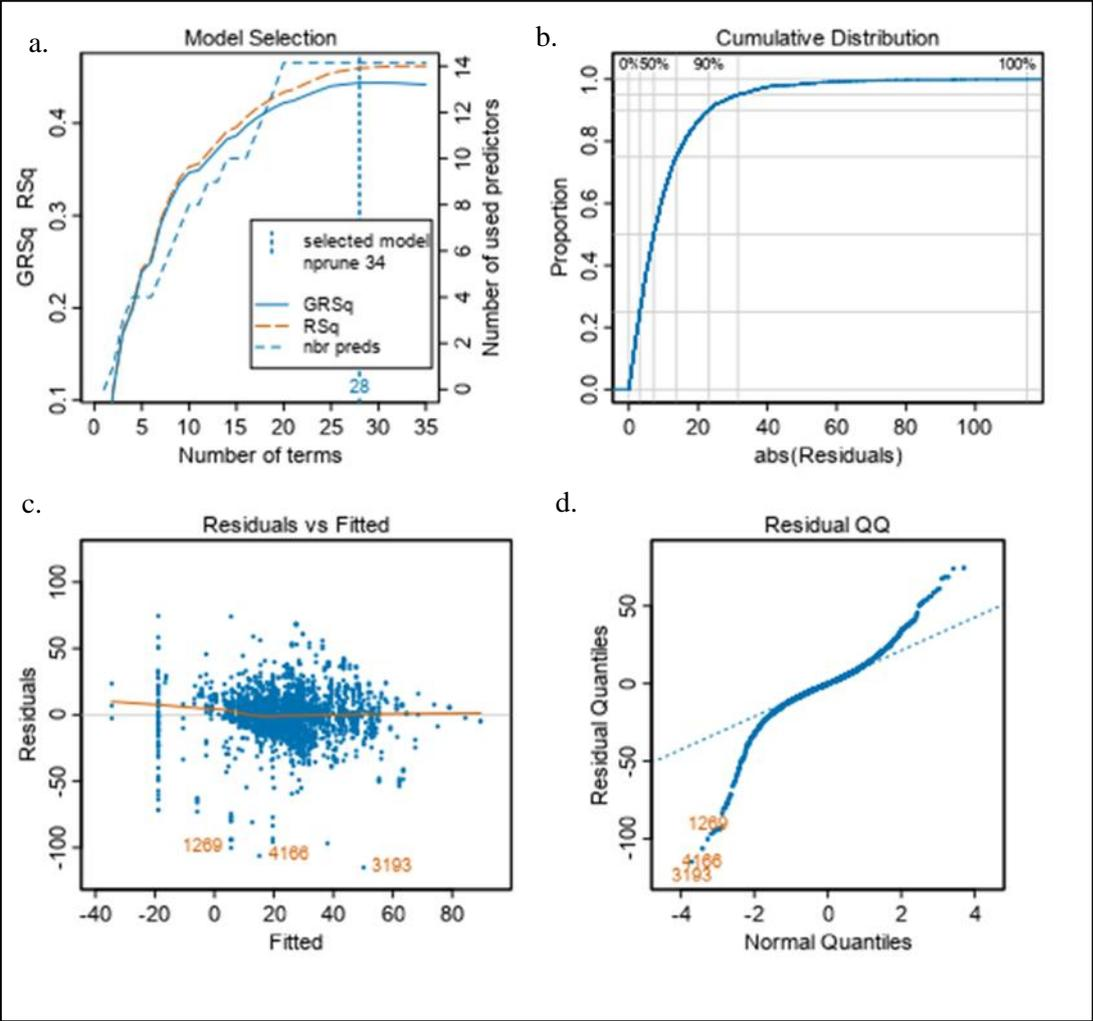 a.
Model Selection
GRSq RSq
0.1 0.2 0.3 0.4
0 2 4 6 8 10 12 14
Number of used predictors
selected model
nprune 34
GRSq
RSq
nbr preds
28
0 5 10 15 20 25 30 35
Number of terms
b.
Cumulative Distribution
0% 50% 90% 100%
Proportion
0.0 0.2 0.4 0.6 0.8 1.0
0 20 40 60 80 100
abs(Residuals)
c.
Residuals vs Fitted
Residuals
-100 -50 0 50 100
1269
4166
3193
-40 -20 0 20 40 60 80
Fitted
d.
Residual QQ
Residual Quantiles
-100 -50 0 50
1269
4166
3193
-4 -2 0 2 4
Normal Quantiles